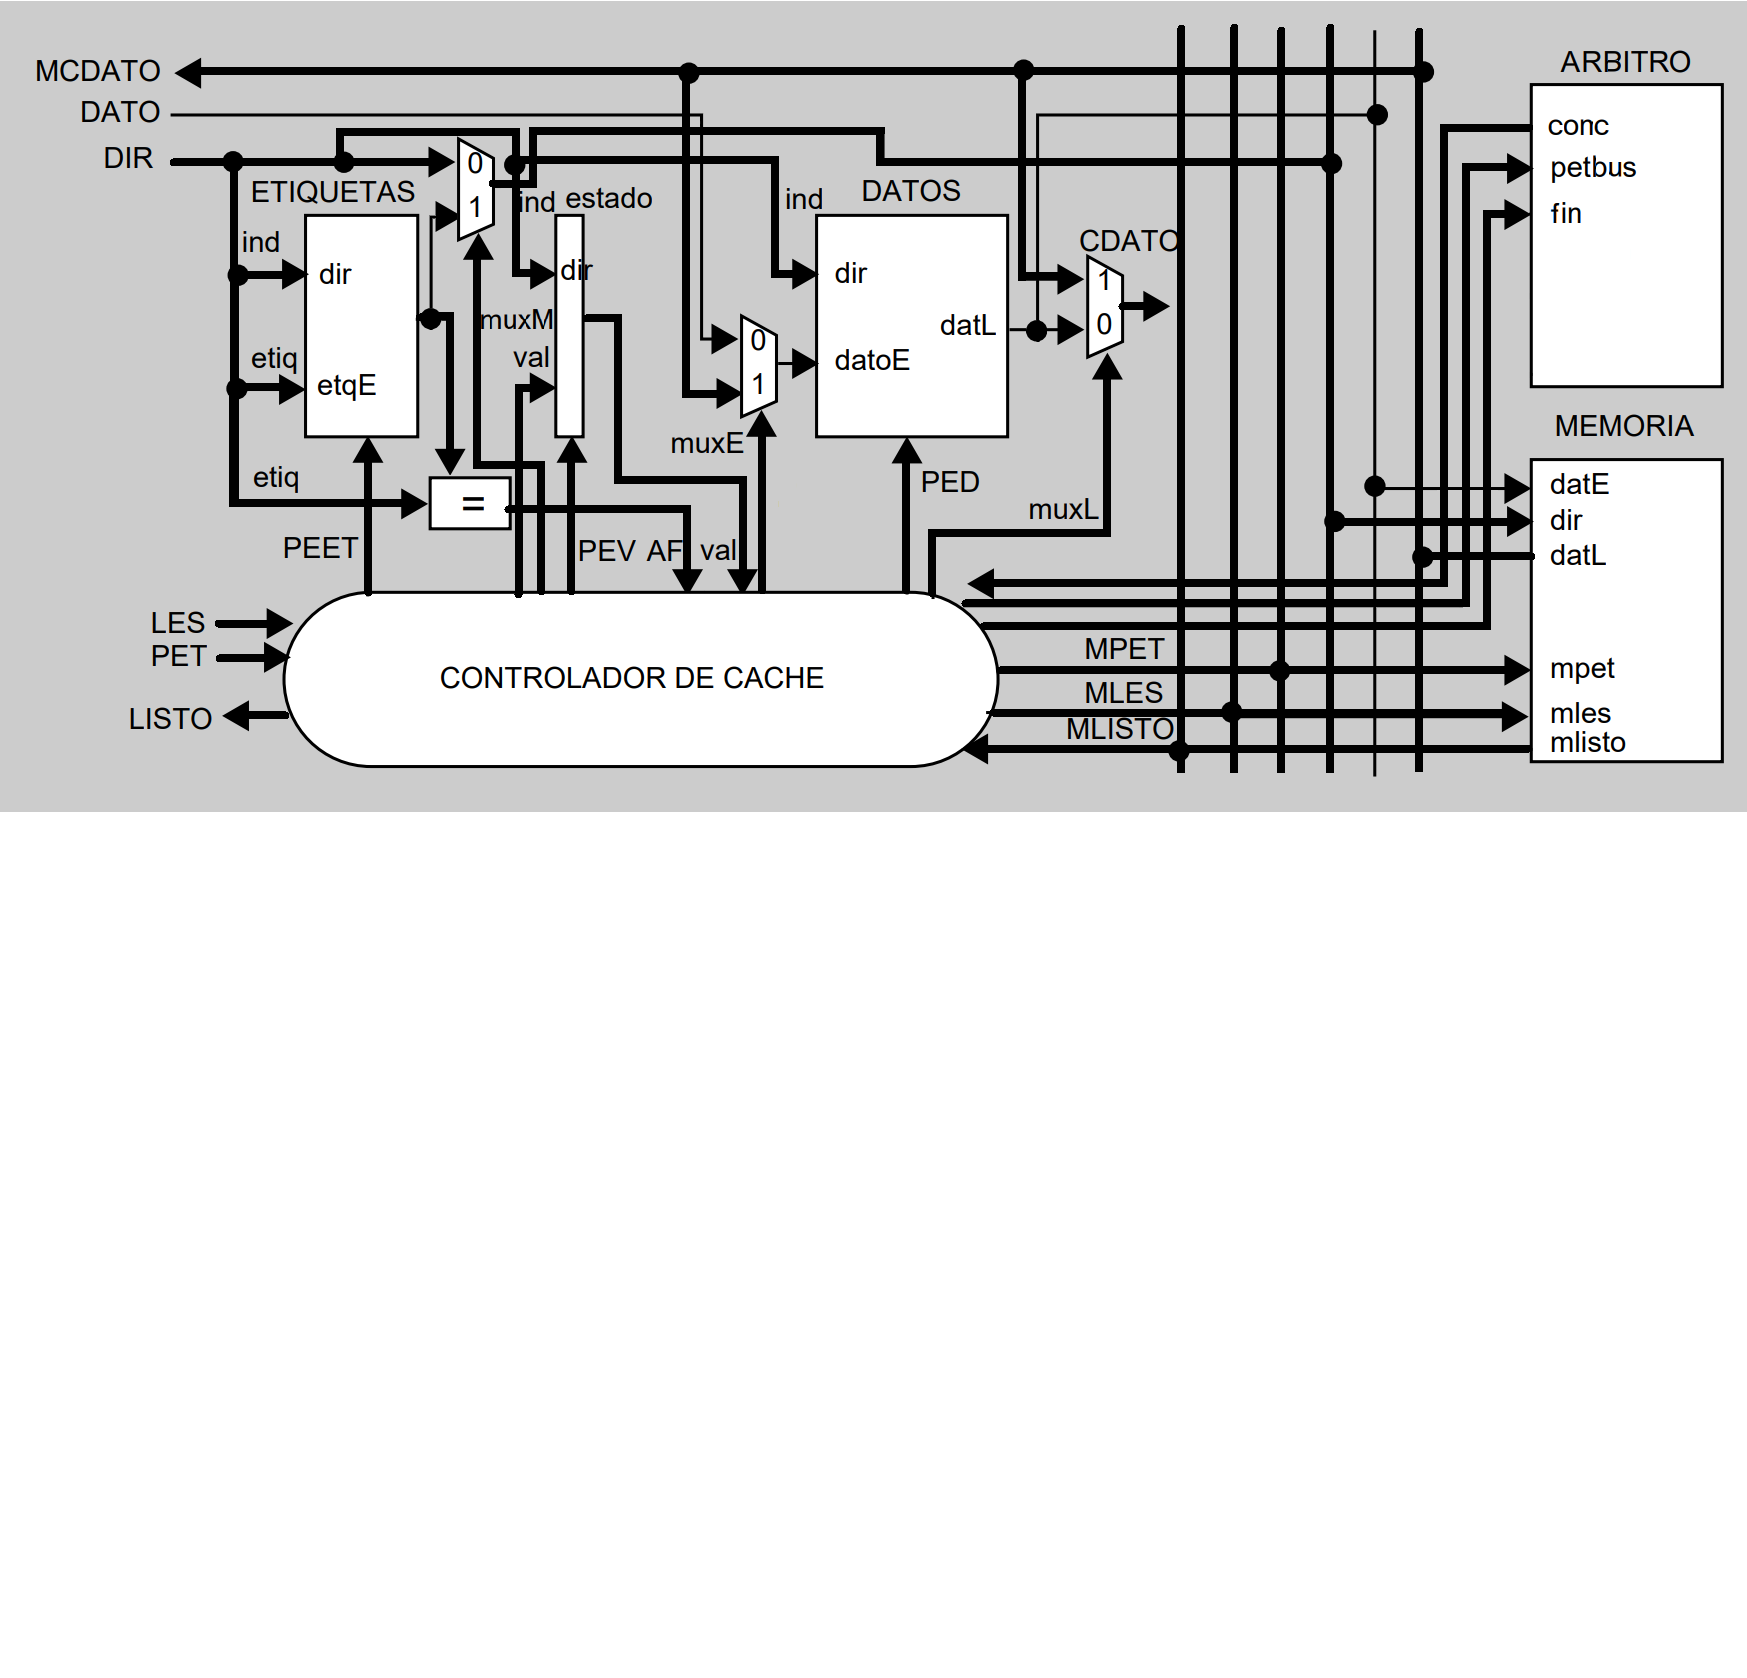 MCDATO
DATO
DIR
ETIQUETAS
ind
dir
etiq
etqE
etiq
PEET
0
1
ind
estado
dir
muxM
val
=
PEV
AF
val
muxE
0
1
ind
DATOS
dir
datL
datoE
PED
CDATO
1
0
muxL
ARBITRO
conc
petbus
fin
MEMORIA
datE
dir
datL
mpet
mles
mlisto
MPET
MLES
MLISTO
LES
PET
LISTO
CONTROLADOR DE CACHE